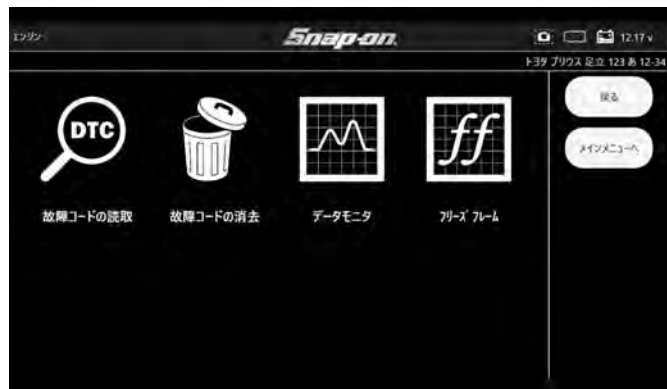 エンジン
Snap-on
12.17 v
トヨタ プリウス 足立 123 あ 12-34
DTC
ff
故障コードの読取
故障コードの消去
データモニタ
フリーズ フレーム
戻る
メインメニューへ